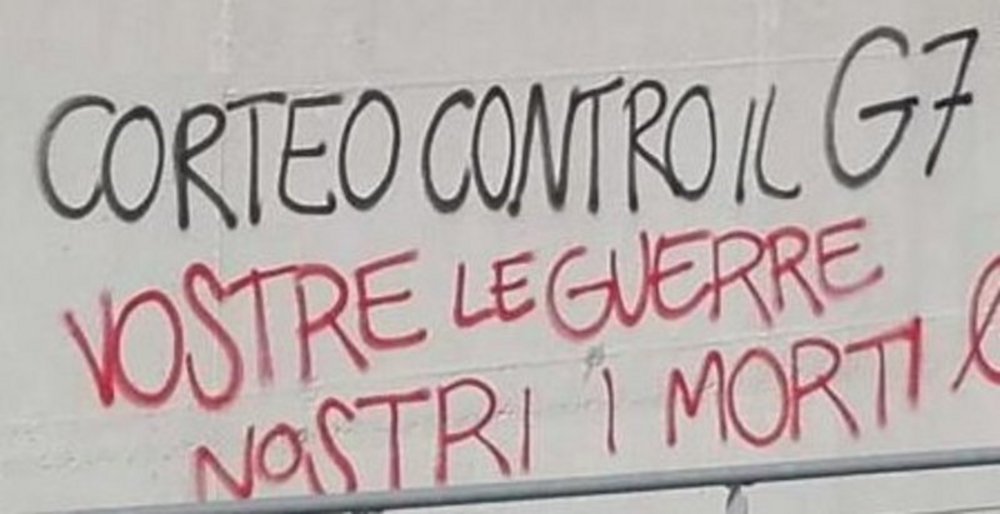 CORTEO CONTRO IL G7
VOSTRE LE GUERRE
NOSTRI I MORTI